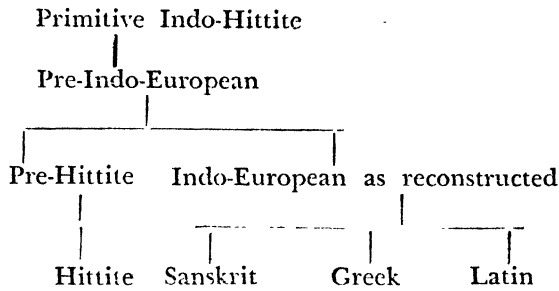 Primitive Indo-Hittite
Pre-Indo-European
Pre-Hittite Indo-European as reconstructed
Hittite Sanskrit Greek Latin